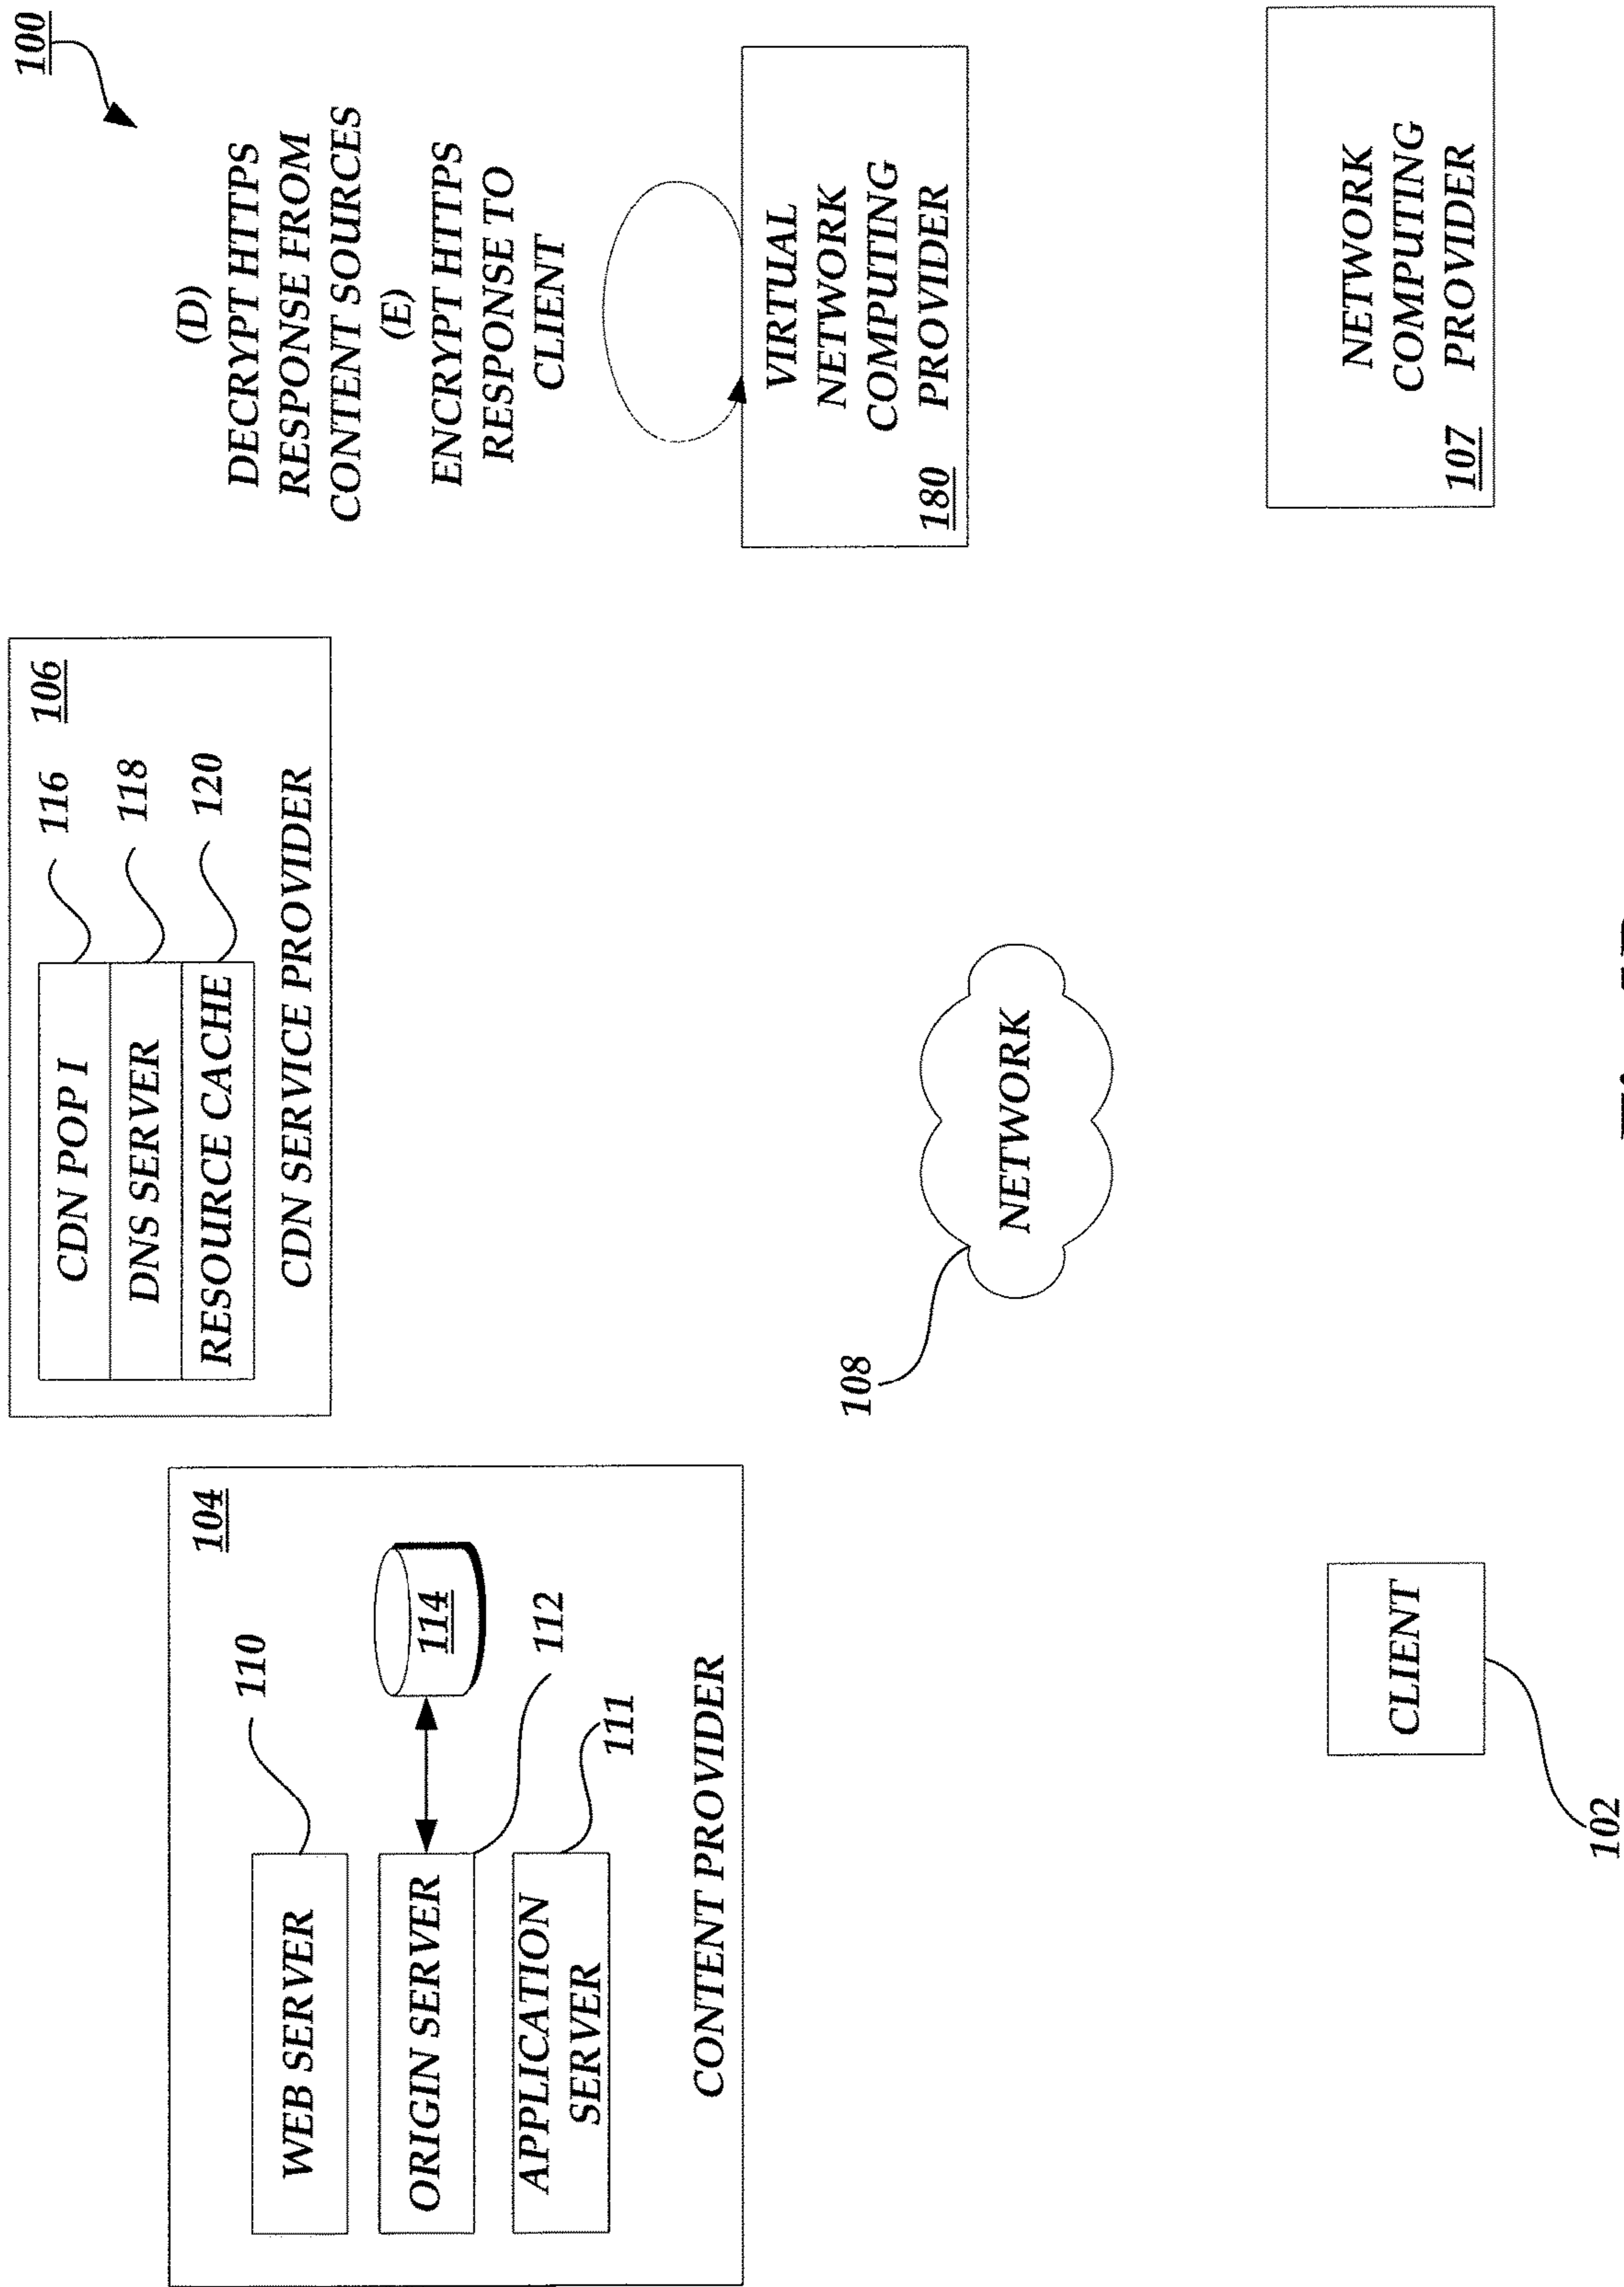 100
(D)
DECRYPT HTTPS
RESPONSE FROM
CONTENT SOURCES
(E)
ENCRYPT HTTPS
RESPONSE TO
CLIENT
VIRTUAL
NETWORK
COMPUTING
PROVIDER
180
NETWORK
COMPUTING
PROVIDER
107
106
CDN POP I
116
DNS SERVER
118
RESOURCE CACHE
120
CDN SERVICE PROVIDER
108
NETWORK
104
WEB SERVER
110
ORIGIN SERVER
114
112
APPLICATION
SERVER
111
CONTENT PROVIDER
CLIENT
102